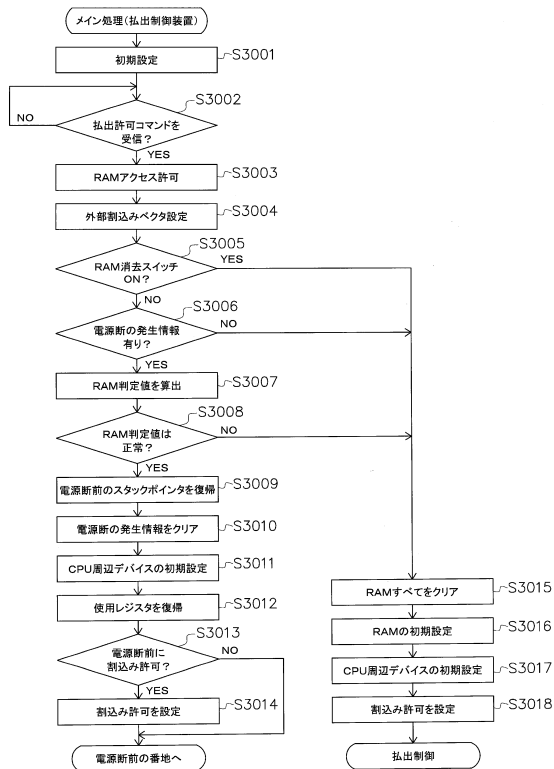 メイン処理（払出制御装置）
初期設定
S3001
S3002
NO
払出許可コマンドを
受信？
YES
RAMアクセス許可
S3003
外部割込みベクタ設定
S3004
S3005
RAM消去スイッチ
ON？
YES
NO
S3006
電源断の発生情報
有り？
NO
YES
RAM判定値を算出
S3007
S3008
RAM判定値は
正常？
NO
YES
電源断前のスタックポインタを復帰
S3009
電源断の発生情報をクリア
S3010
CPU周辺デバイスの初期設定
S3011
使用レジスタを復帰
S3012
S3013
電源断前に
割込み許可？
NO
YES
割込み許可を設定
S3014
電源断前の番地へ
RAMすべてをクリア
S3015
RAMの初期設定
S3016
CPU周辺デバイスの初期設定
S3017
割込み許可を設定
S3018
払出制御